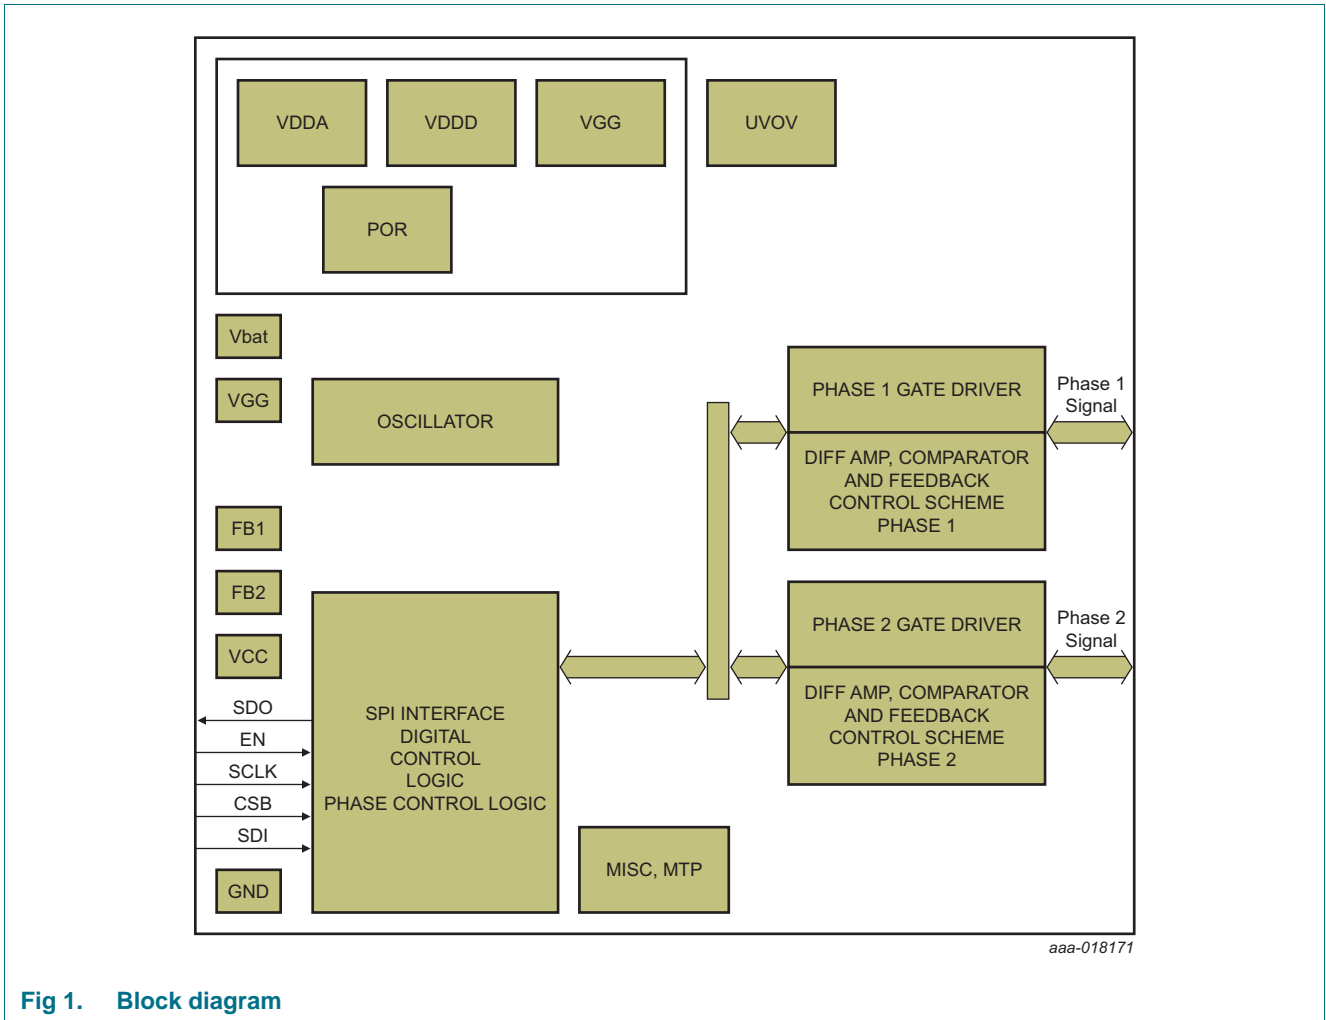 VDDA
VDDD
VGG
UVOV
POR
Vbat
VGG
OSCILLATOR
FB1
FB2
VCC
SDO
EN
SCLK
CSB
SDI
GND
SPI INTERFACE
DIGITAL
CONTROL
LOGIC
PHASE CONTROL LOGIC
MISC, MTP
PHASE 1 GATE DRIVER
DIFF AMP, COMPARATOR
AND FEEDBACK
CONTROL SCHEME
PHASE 1
Phase 1
Signal
PHASE 2 GATE DRIVER
DIFF AMP, COMPARATOR
AND FEEDBACK
CONTROL SCHEME
PHASE 2
Phase 2
Signal
aaa-018171
Fig 1. Block diagram